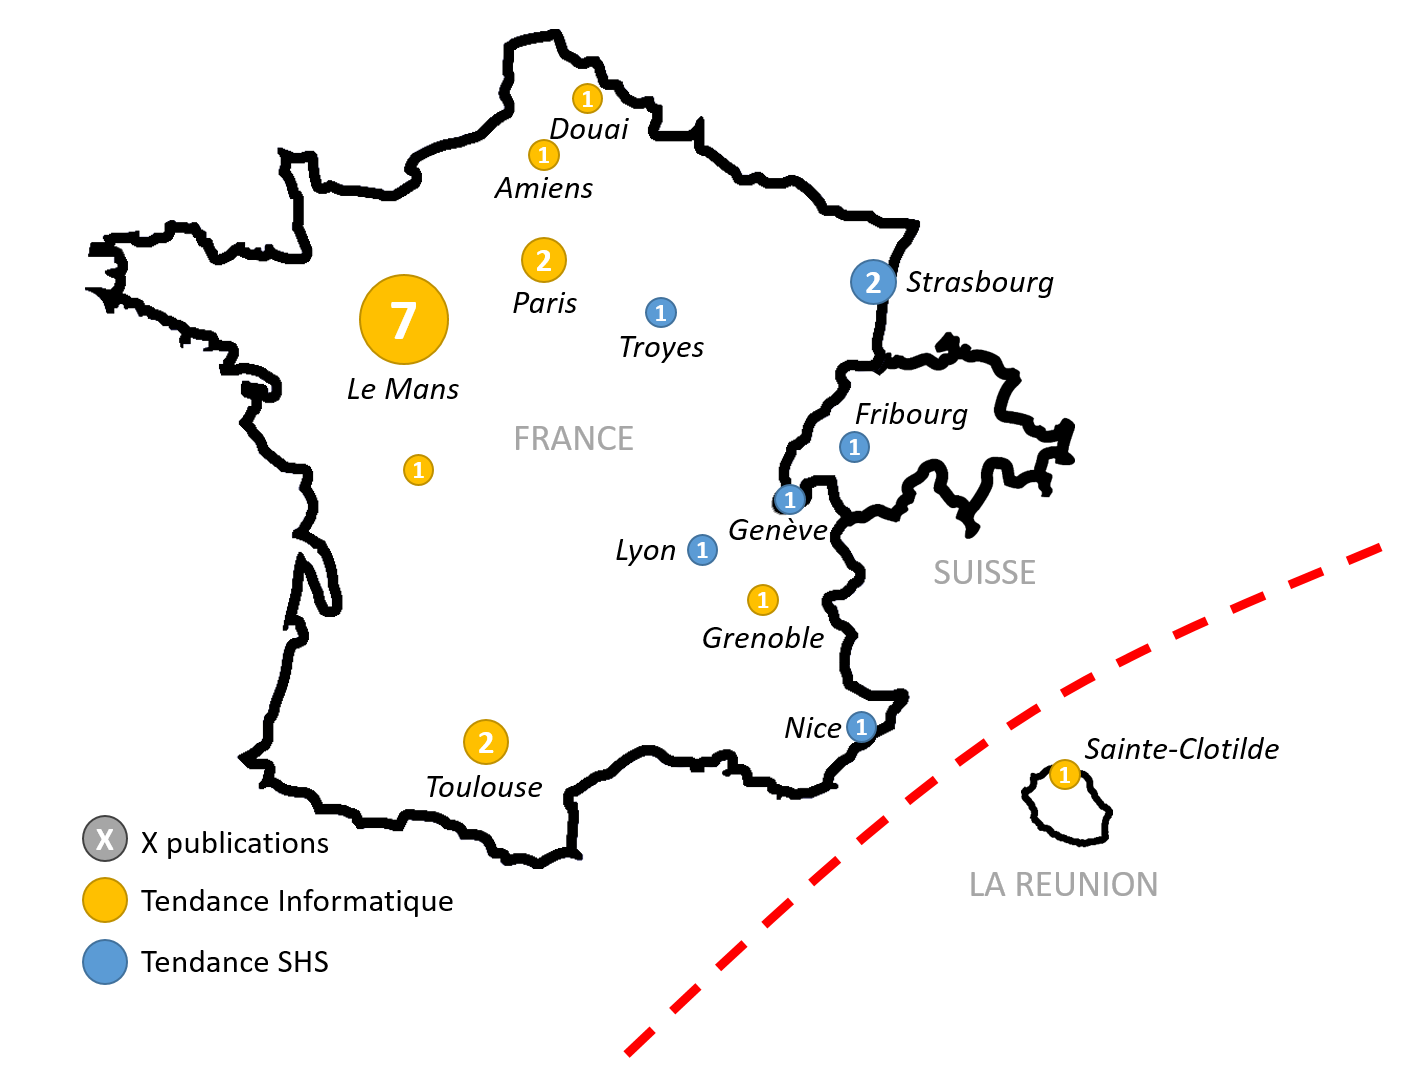 1
Douai
1
Amiens
2
Paris
7
Le Mans
1
Troyes
2
Strasbourg
FRANCE
Fribourg
1
1
1
Genève
Lyon
1
SUISSE
1
Grenoble
Nice
1
2
Toulouse
Sainte-Clotilde
1
LA REUNION
X
X publications
Tendance Informatique
Tendance SHS